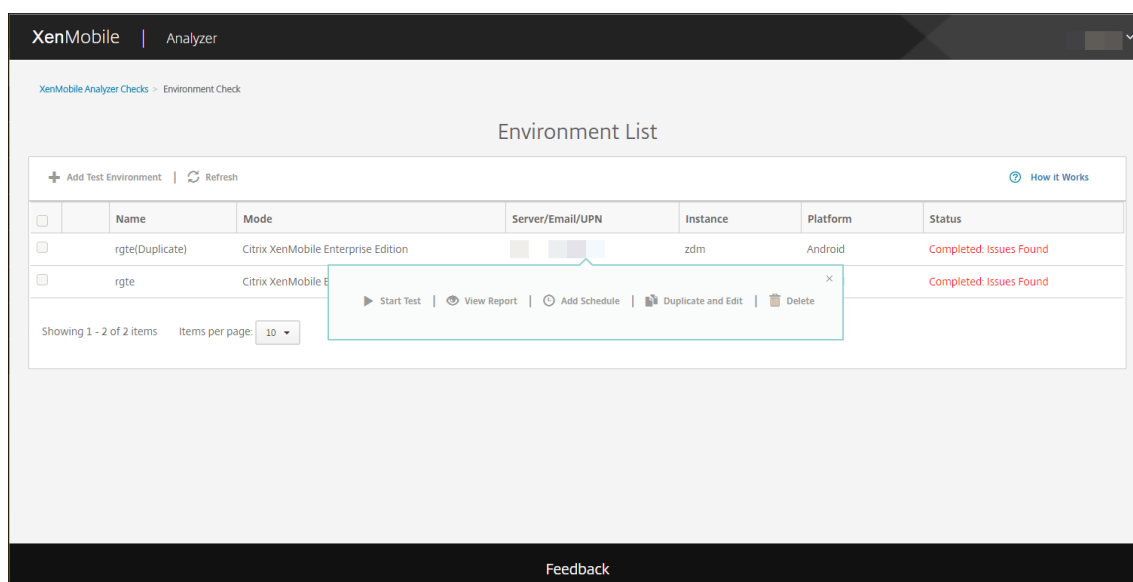 XenMobile | Analyzer
XenMobile Analyzer Checks > Environment Check
Environment List
Add Test Environment | Refresh
How it Works
Name Mode Server/Email/UPN Instance Platform Status
rgte(Duplicate) Citrix XenMobile Enterprise Edition zdm Android Completed: Issues Found
rgte Citrix XenMobile E Completed: Issues Found
Start Test | View Report | Add Schedule | Duplicate and Edit | Delete
Showing 1 - 2 of 2 items Items per page: 10
Feedback